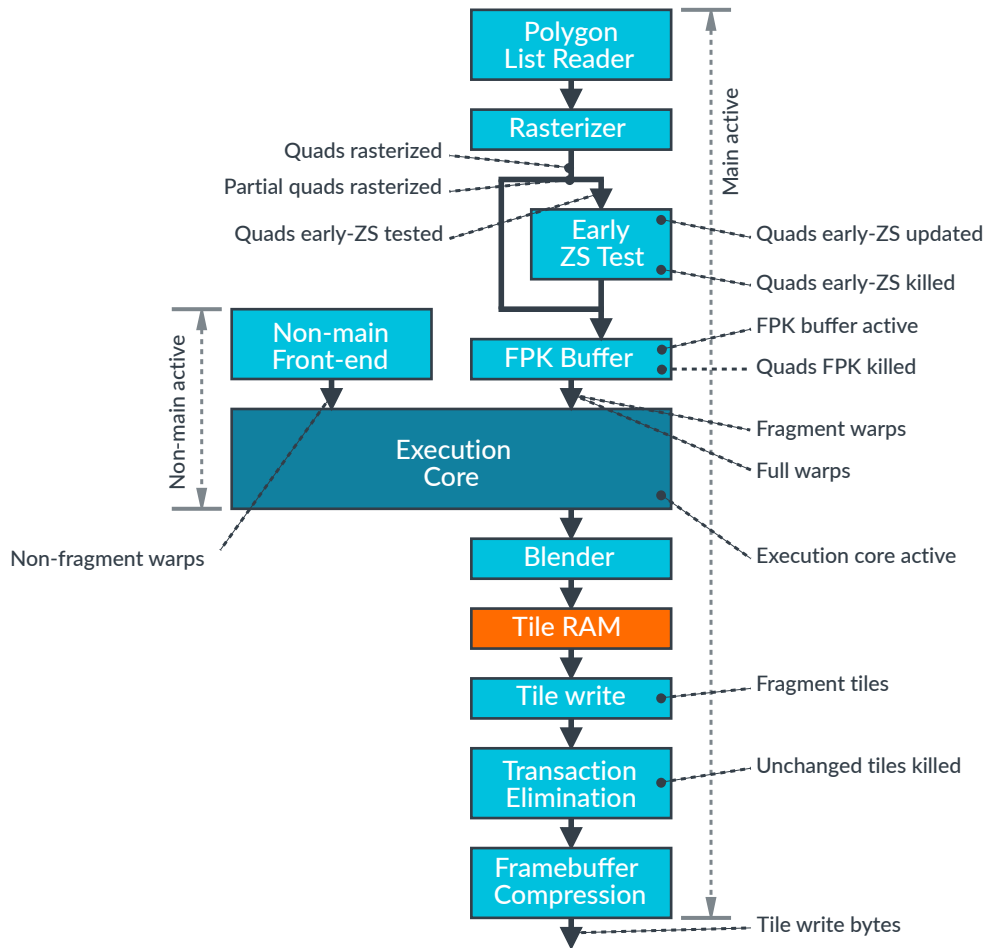 Polygon
List Reader
Rasterizer
Main active
Quads rasterized
Partial quads rasterized
Quads early-ZS tested
Early
ZS Test
Quads early-ZS updated
Quads early-ZS killed
Non-main active
Non-main
Front-end
FPK Buffer
FPK buffer active
Quads FPK killed
Fragment warps
Full warps
Execution
Core
Non-fragment warps
Execution core active
Blender
Tile RAM
Tile write
Fragment tiles
Transaction
Elimination
Unchanged tiles killed
Framebuffer
Compression
Tile write bytes